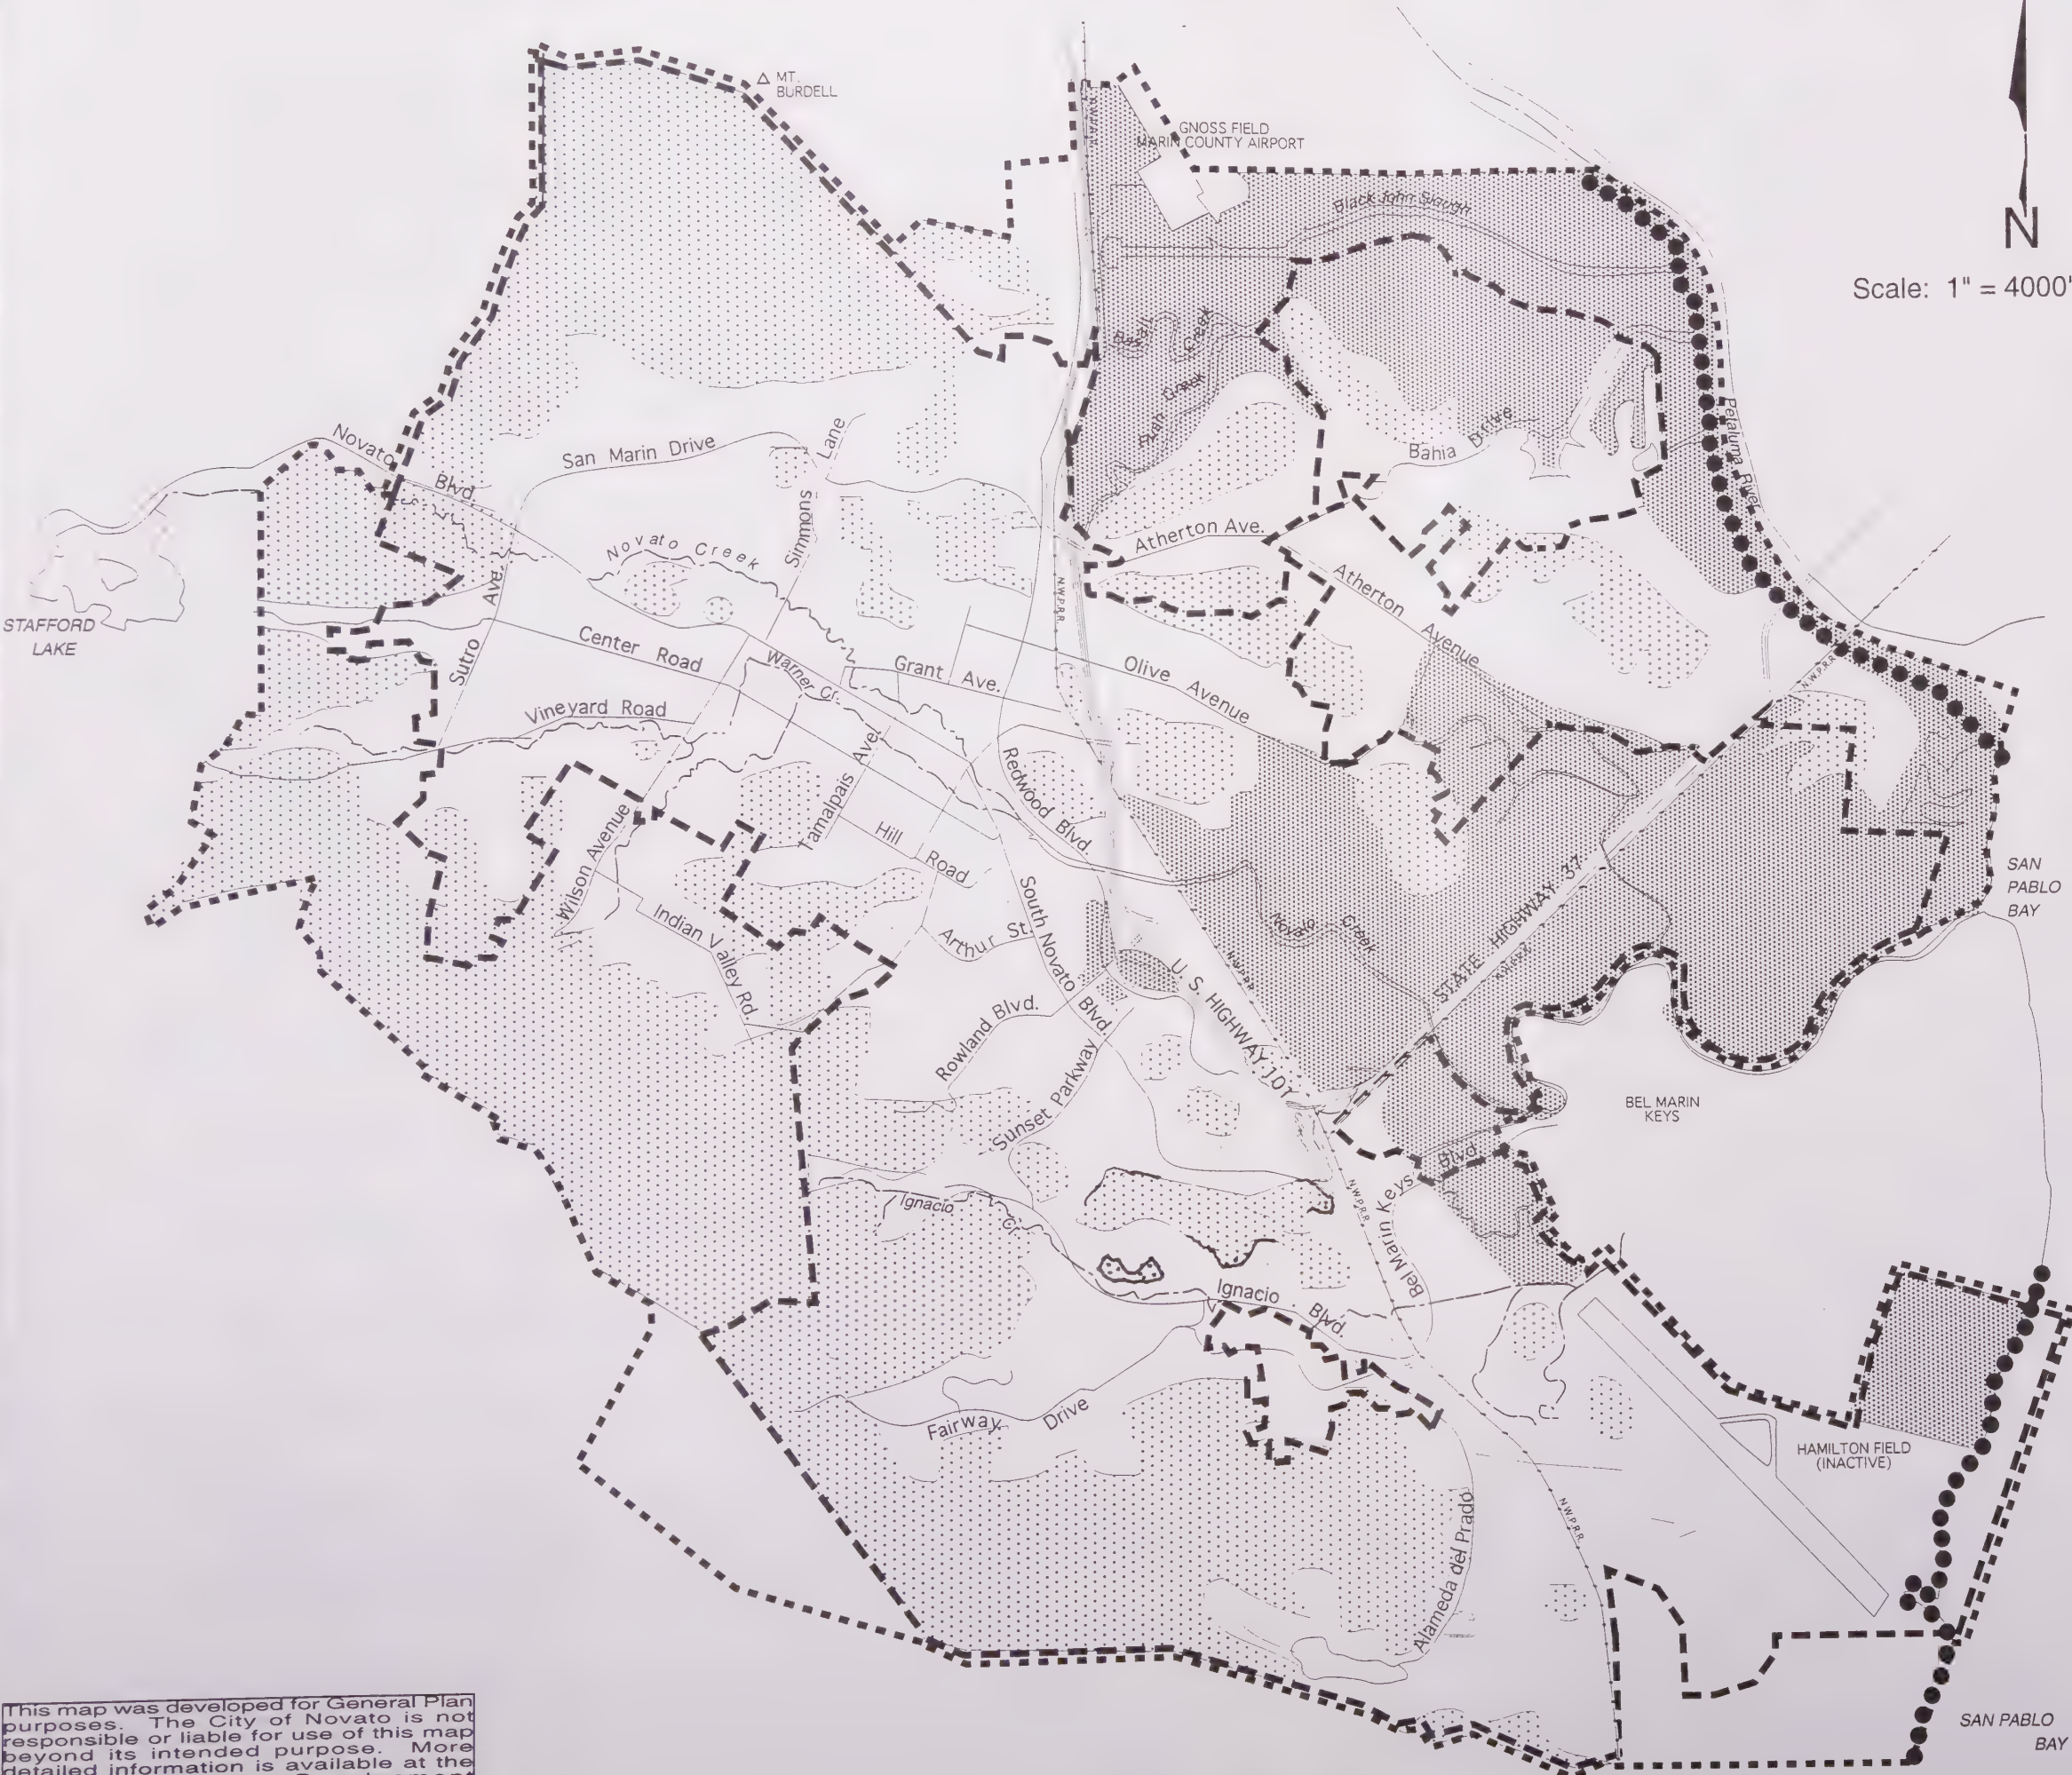 MT.
BURDELL
GNOSS FIELD
MARIN COUNTY AIRPORT
N
Scale: 1" = 4000'
Black John Slough
Basalt
Creek
Rush Creek
Petaluma River
Bahia Drive
Novato
Blvd.
San Marin Drive
Simmons Lane
Novato Creek
STAFFORD
LAKE
Sutro Ave.
Atherton Ave.
Atherton Avenue
N.W.P.R.R.
Center Road
Warner Cr.
Grant Ave.
Olive Avenue
N.W.P.R.R.
Vineyard Road
Tamalpais Ave.
Redwood Blvd.
Hill Road
Wilson Avenue
STATE HIGHWAY 37
N.W.P.R.R.
SAN
PABLO
BAY
Indian Valley Rd.
Arthur St.
South Novato Blvd.
Novato Creek
N.W.P.R.R.
U. S. HIGHWAY 101
Rowland Blvd.
Sunset Parkway
BEL MARIN
KEYS
Bel Marin Keys Blvd.
N.W.P.R.R.
Ignacio Cr.
Ignacio Blvd.
Fairway Drive
HAMILTON FIELD
(INACTIVE)
N.W.P.R.R.
Alameda del Prado
SAN PABLO
BAY
This map was developed for General Plan
purposes. The City of Novato is not
responsible or liable for use of this map
beyond its intended purpose. More
detailed information is available at the